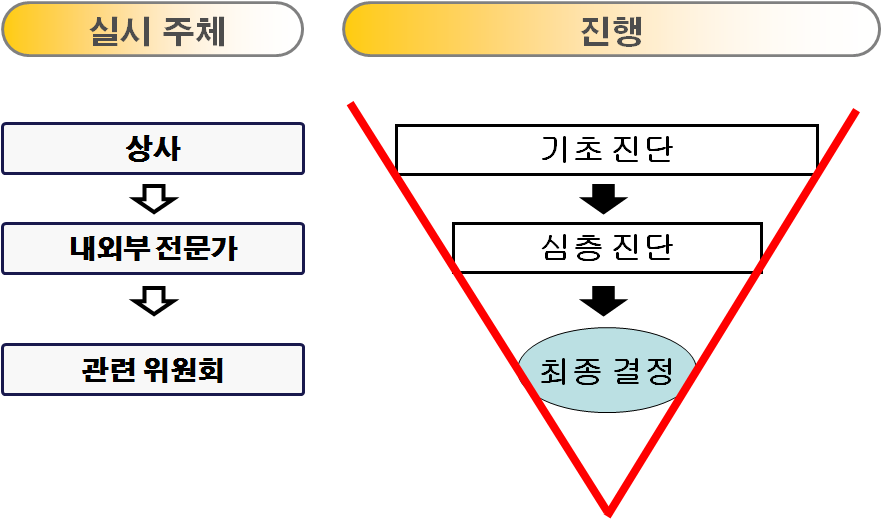 실시 주체
진행
상사
기초 진단
내외부 전문가
심층 진단
관련 위원회
최종 결정